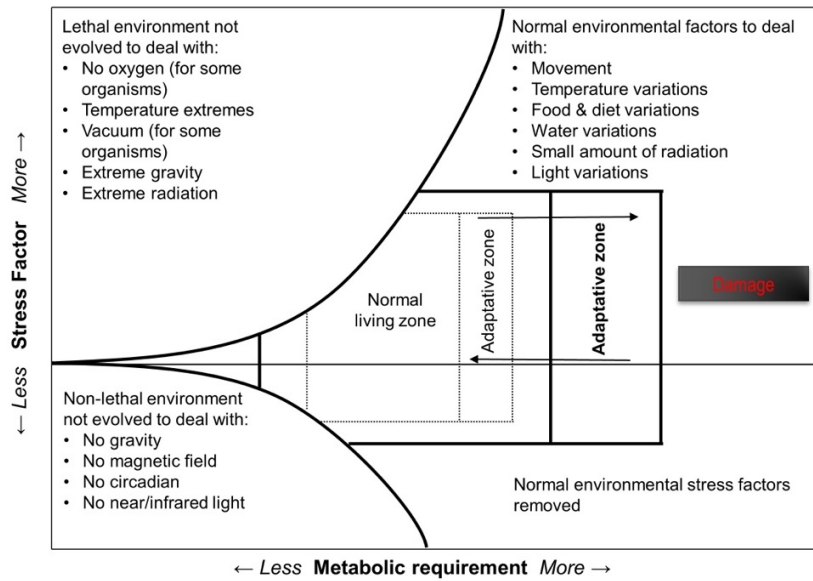 Lethal environment not
evolved to deal with:
• No oxygen (for some
organisms)
• Temperature extremes
• Vacuum (for some
organisms)
• Extreme gravity
• Extreme radiation
Normal environmental factors to deal
with:
• Movement
• Temperature variations
• Food & diet variations
• Water variations
• Small amount of radiation
• Light variations
← Less Stress Factor More →
Normal
living zone
Adaptative zone
Adaptative zone
Damage
Non-lethal environment
not evolved to deal with:
• No gravity
• No magnetic field
• No circadian
• No near/infrared light
Normal environmental stress factors
removed
← Less Metabolic requirement More →